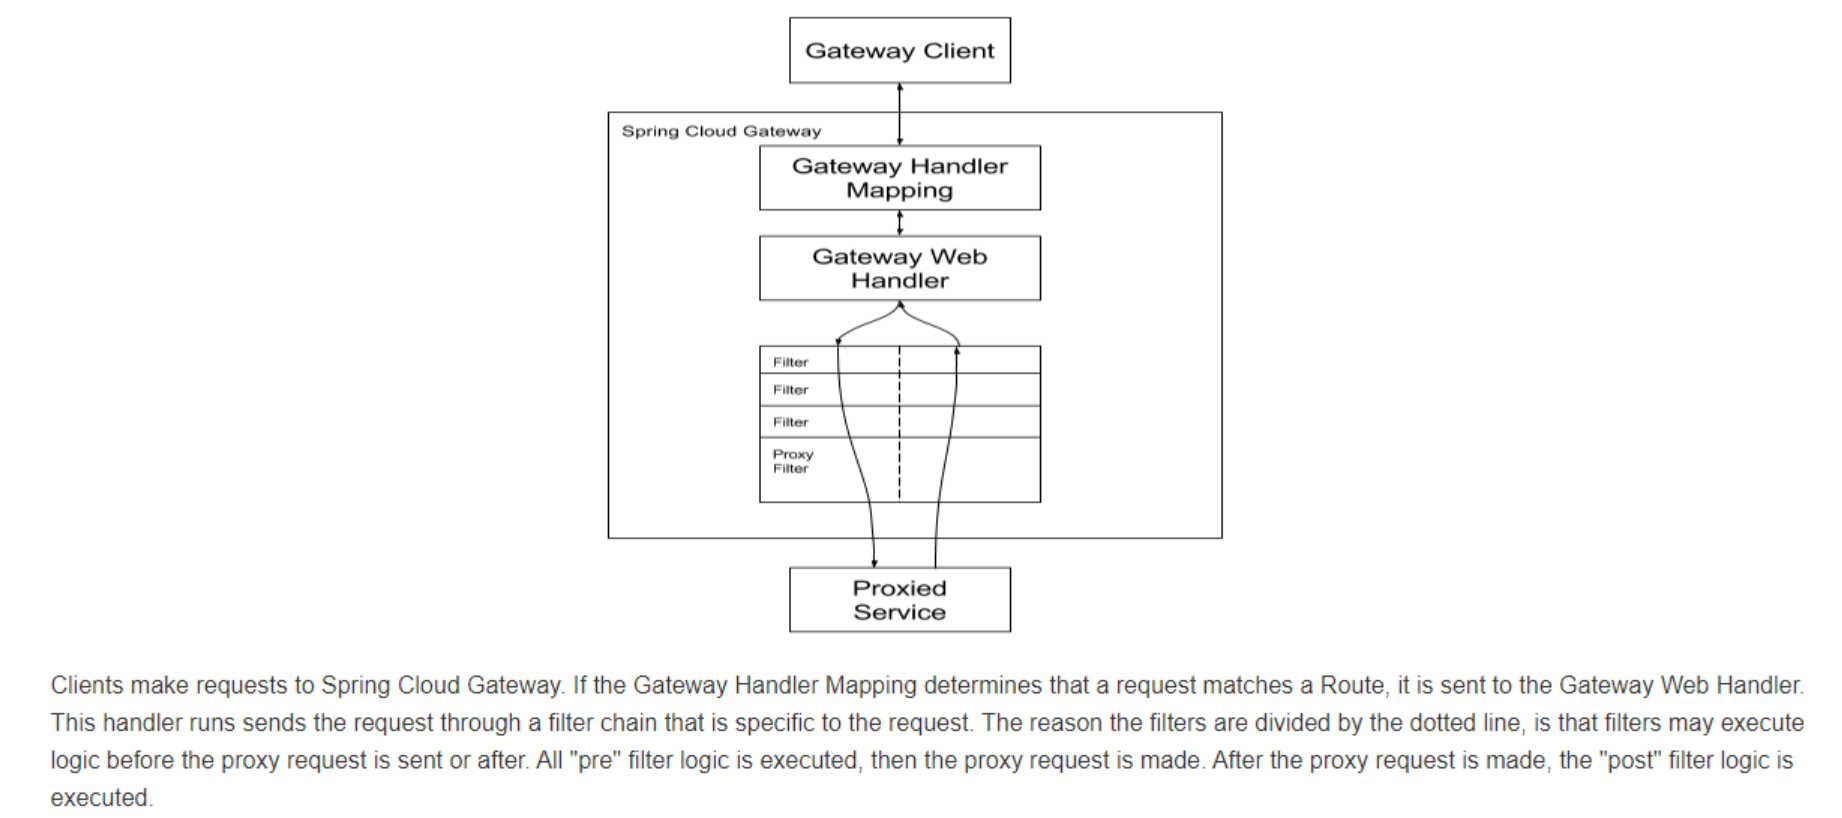 Gateway Client
Spring Cloud Gateway
Gateway Handler
Mapping
Gateway Web
Handler
Filter
Filter
Filter
Proxy
Filter
Proxied
Service
Clients make requests to Spring Cloud Gateway. If the Gateway Handler Mapping determines that a request matches a Route, it is sent to the Gateway Web Handler.
This handler runs sends the request through a filter chain that is specific to the request. The reason the filters are divided by the dotted line, is that filters may execute
logic before the proxy request is sent or after. All "pre" filter logic is executed, then the proxy request is made. After the proxy request is made, the "post" filter logic is
executed.